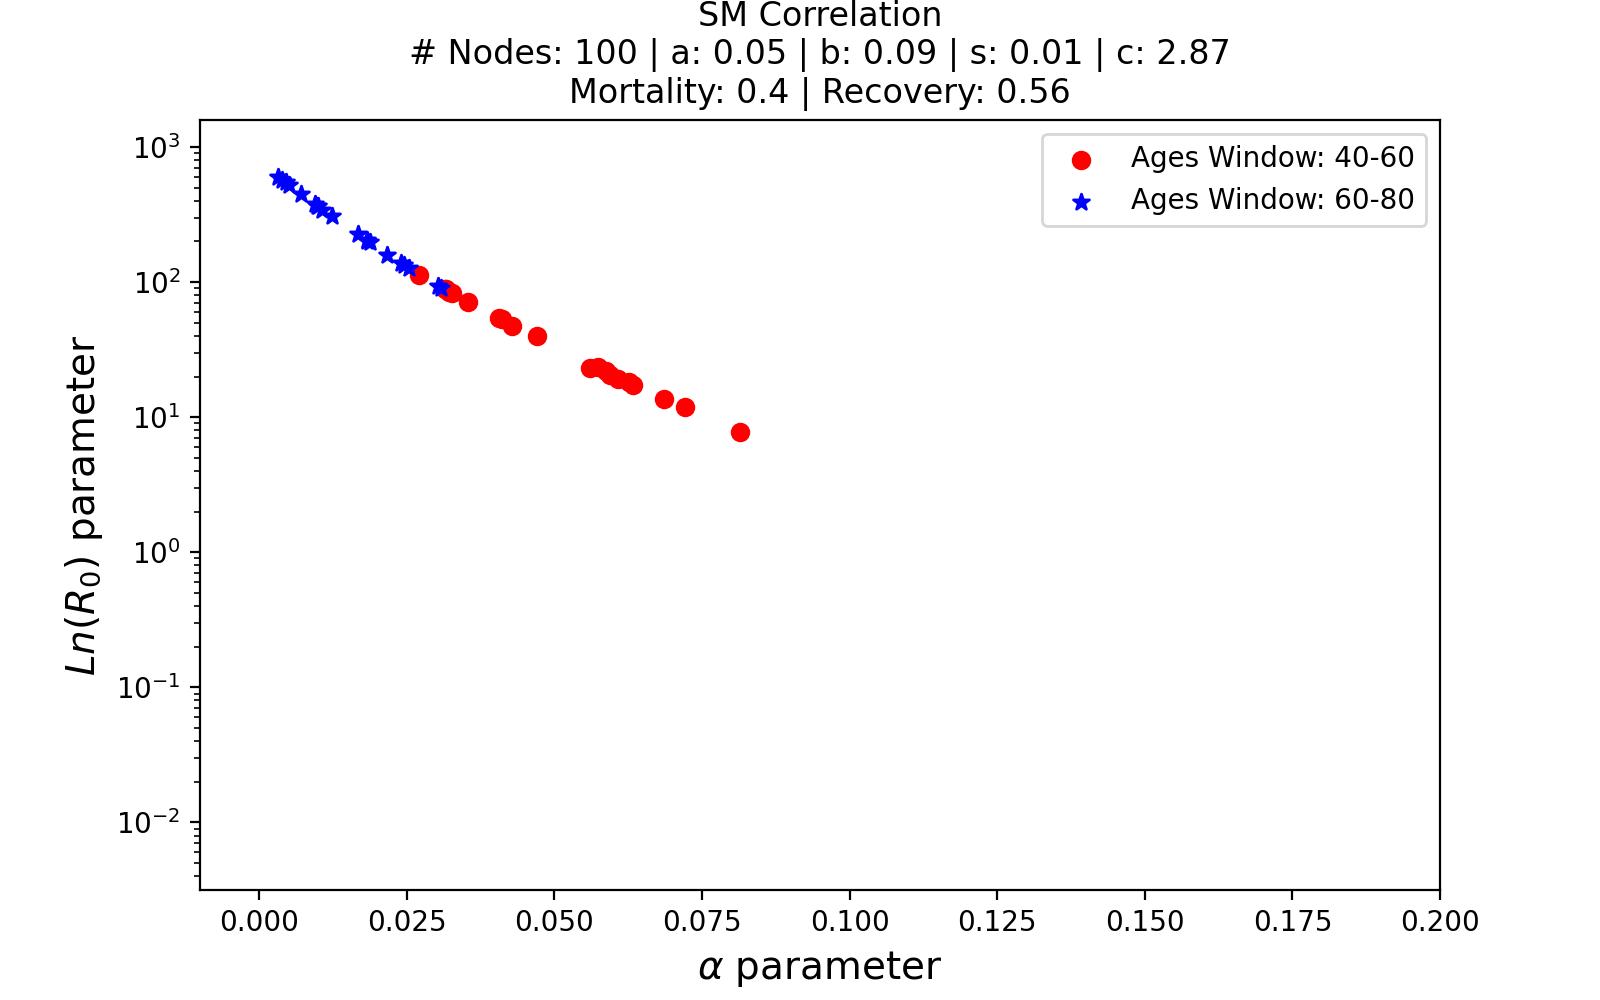 SM Correlation
# Nodes: 100 | a: 0.05 | b: 0.09 | s: 0.01 | c: 2.87
Mortality: 0.4 | Recovery: 0.56
Ages Window: 40-60
Ages Window: 60-80
Ln(R₀) parameter
10³
10²
10¹
10⁰
10⁻¹
10⁻²
0.000 0.025 0.050 0.075 0.100 0.125 0.150 0.175 0.200
α parameter